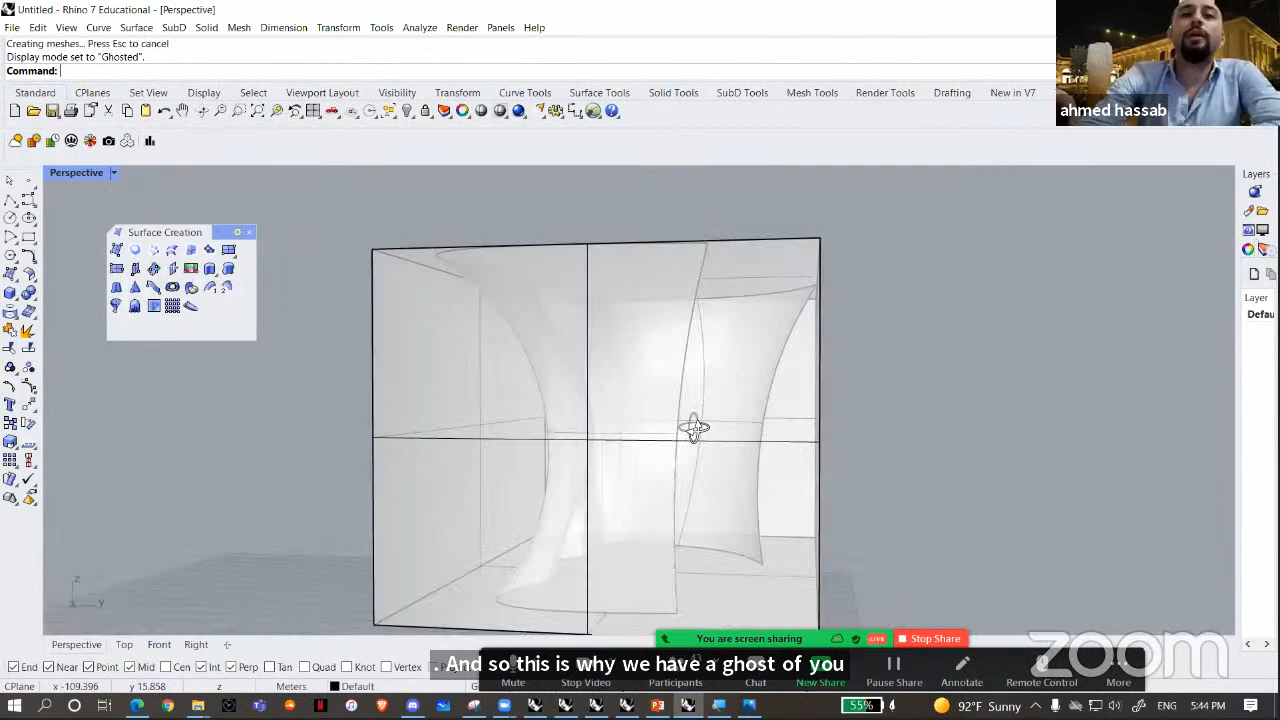 Untitled - Rhino 7 Educational - [Perspective]
File Edit View Curve Surface SubD Solid Mesh Dimension Transform Tools Analyze Render Panels Help
Creating meshes... Press Esc to cancel
Display mode set to "Ghosted".
Command:
Standard CPlanes Set View Display Select Viewport Layout Visibility Transform Curve Tools Surface Tools Solid Tools SubD Tools Mesh Tools Render Tools Drafting New in V7
ahmed hassab
Perspective
Layers
Surface Creation
Layer
Defau
z
x y
Perspective Top Front Right
You are screen sharing LIVE Stop Share
. And so this is why we have a ghost of you
zoom
End Near Point Mid Cen Int Perp Tan Quad Knot Vertex
Mute Stop Video Participants Chat New Share Pause Share Annotate Remote Control More
CPlane x -109.396 y 15.858 z Meters Default
55% 92°F Sunny 5:44 PM